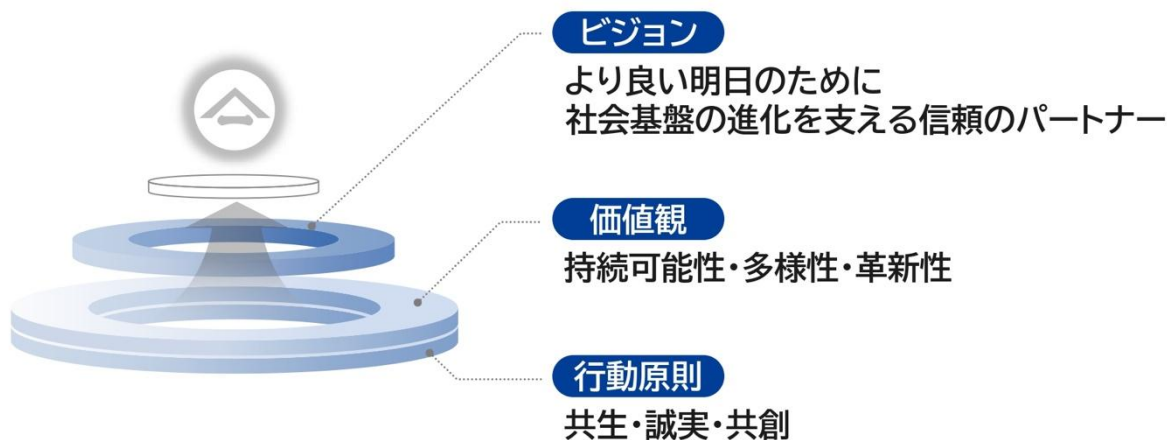 ビジョン
より良い明日のために
社会基盤の進化を支える信頼のパートナー
価値観
持続可能性・多様性・革新性
行動原則
共生・誠実・共創